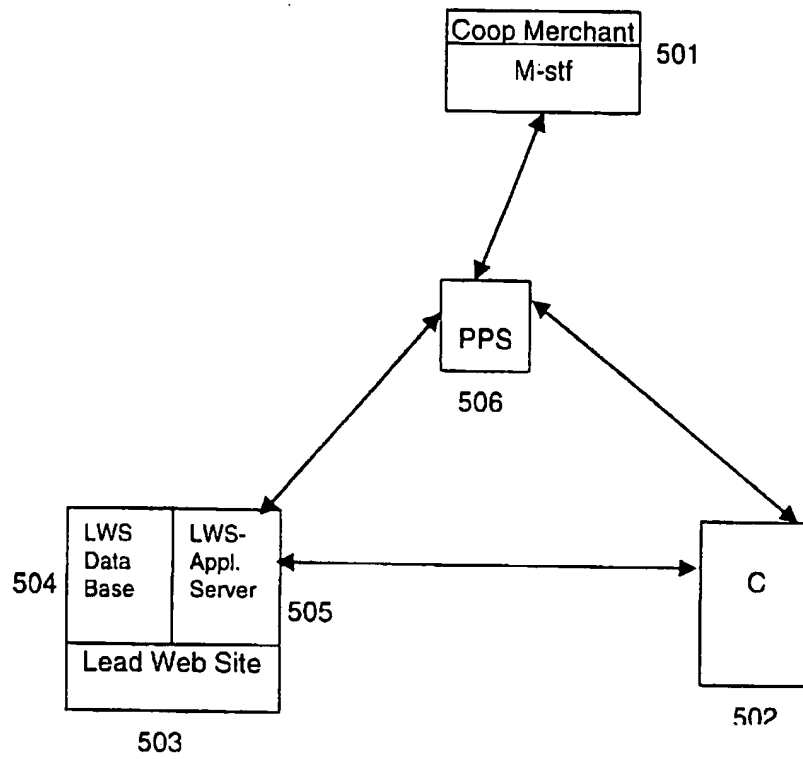 Coop Merchant
501
M-stf
PPS
506
LWS
Data
Base
LWS-
Appl.
Server
504
505
Lead Web Site
503
C
502